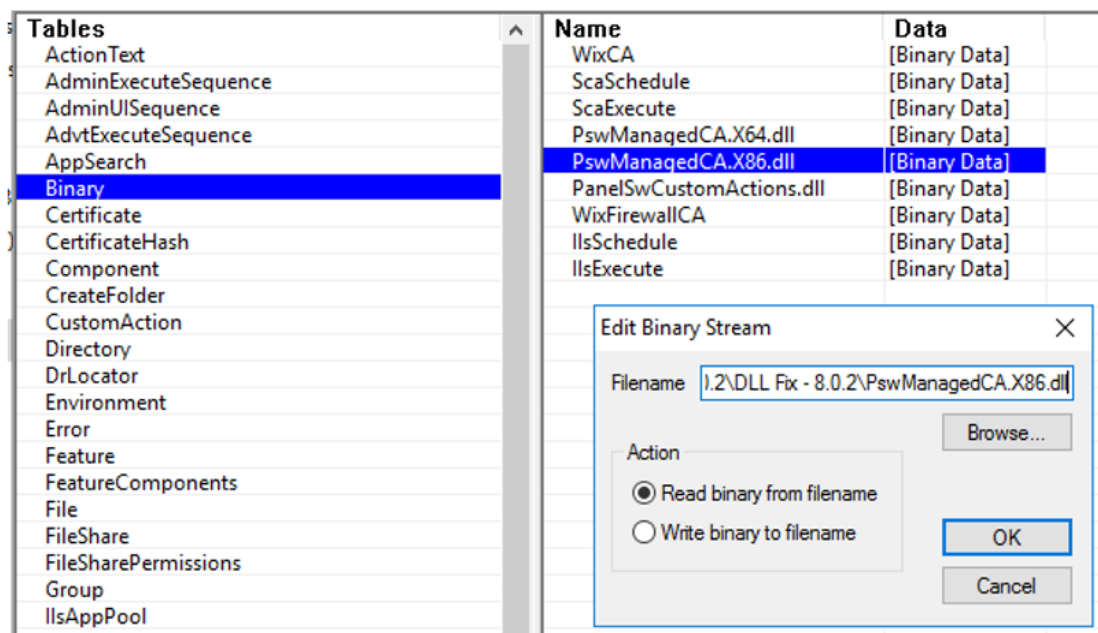 Tables
ActionText
AdminExecuteSequence
AdminUISequence
AdvtExecuteSequence
AppSearch
Binary
Certificate
CertificateHash
Component
CreateFolder
CustomAction
Directory
DrLocator
Environment
Error
Feature
FeatureComponents
File
FileShare
FileSharePermissions
Group
IIsAppPool
Name Data
WixCA [Binary Data]
ScaSchedule [Binary Data]
ScaExecute [Binary Data]
PswManagedCA.X64.dll [Binary Data]
PswManagedCA.X86.dll [Binary Data]
PanelSwCustomActions.dll [Binary Data]
WixFirewallCA [Binary Data]
IIsSchedule [Binary Data]
IIsExecute [Binary Data]
Edit Binary Stream
Filename ).2\DLL Fix - 8.0.2\PswManagedCA.X86.dll
Browse...
Action
Read binary from filename
Write binary to filename
OK
Cancel